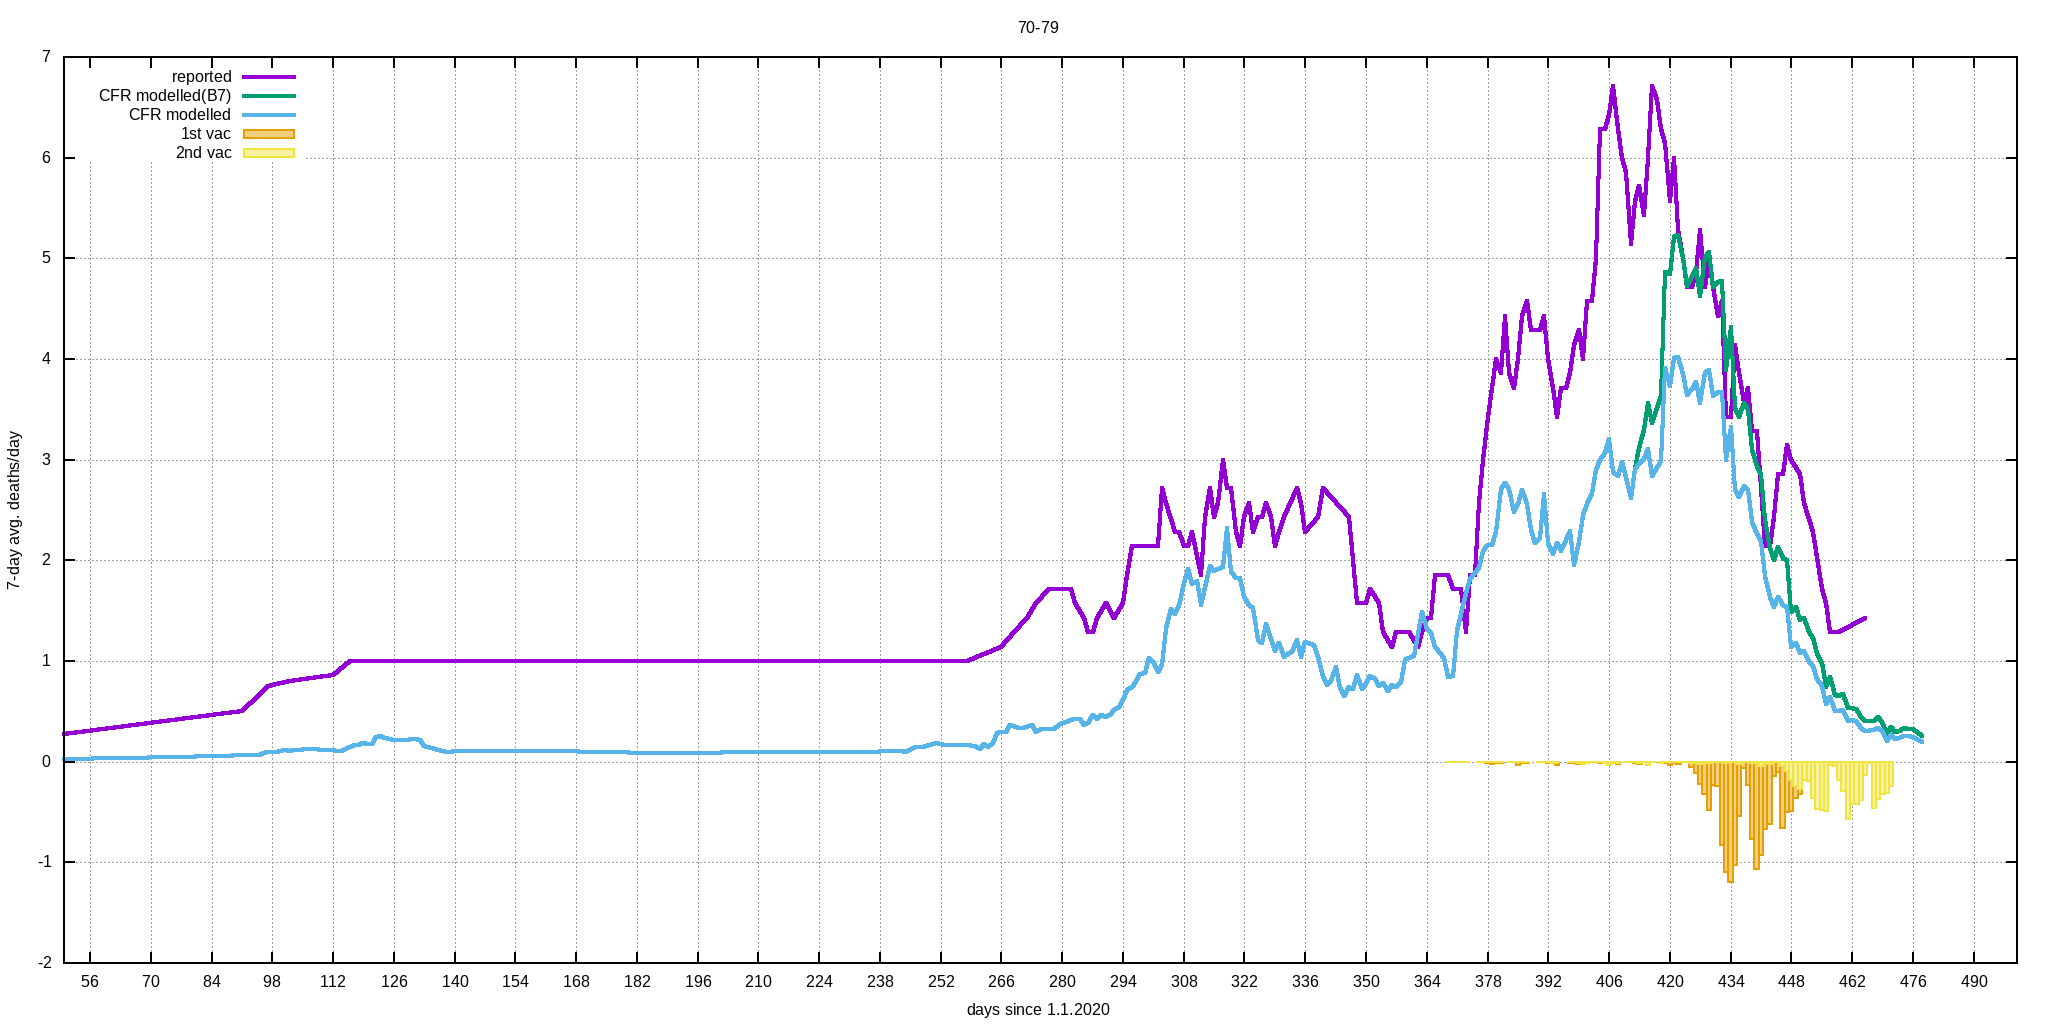 70-79
reported
CFR modelled(B7)
CFR modelled
1st vac
2nd vac
7
6
5
4
3
2
1
0
-1
-2
7-day avg. deaths/day
56 70 84 98 112 126 140 154 168 182 196 210 224 238 252 266 280 294 308 322 336 350 364 378 392 406 420 434 448 462 476 490
days since 1.1.2020